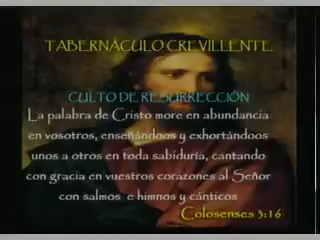 TABERNÁCULO CREVILLENTE
CULTO DE RESURRECCIÓN
La palabra de Cristo more en abundancia
en vosotros, enseñándoos y exhortándoos
unos a otros en toda sabiduría, cantando
con gracia en vuestros corazones al Señor
con salmos e himnos y cánticos
Colosenses 3:16